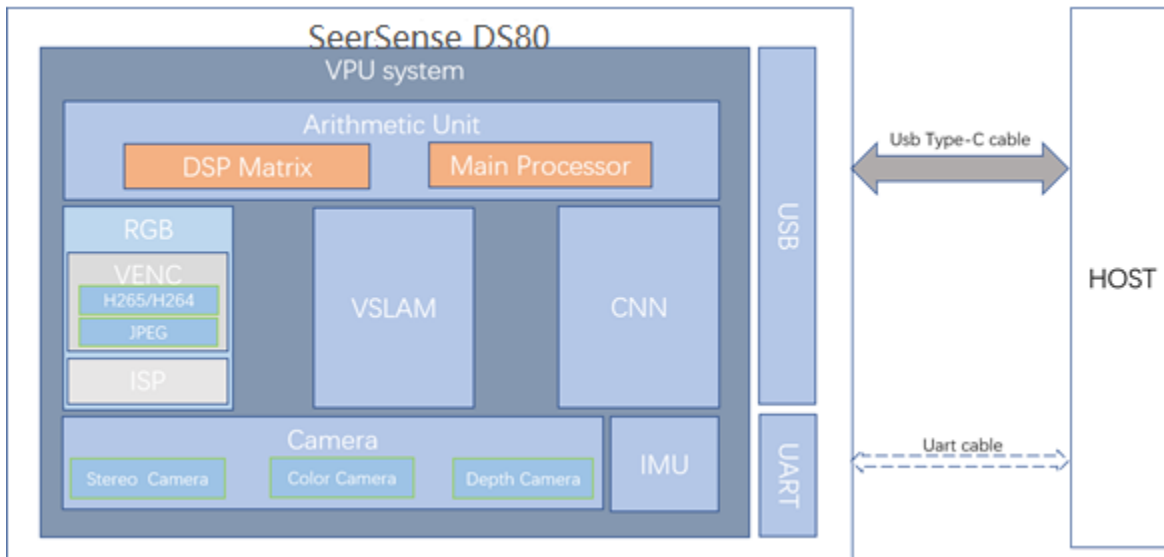 SeerSense DS80
VPU system
Arithmetic Unit
DSP Matrix
Main Processor
RGB
VENC
H265/H264
JPEG
ISP
VSLAM
CNN
Camera
Stereo Camera
Color Camera
Depth Camera
IMU
USB
UART
Usb Type-C cable
Uart cable
HOST